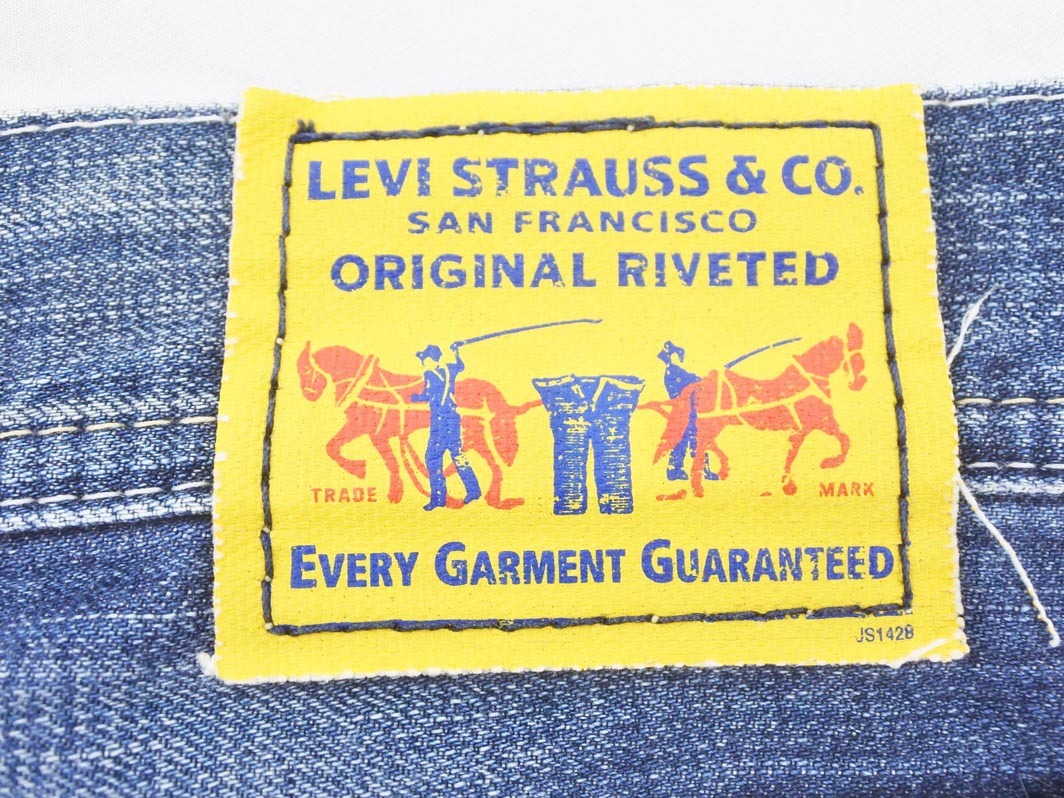 LEVI STRAUSS & CO.
SAN FRANCISCO
ORIGINAL RIVETED
TRADE MARK
EVERY GARMENT GUARANTEED
JS1428